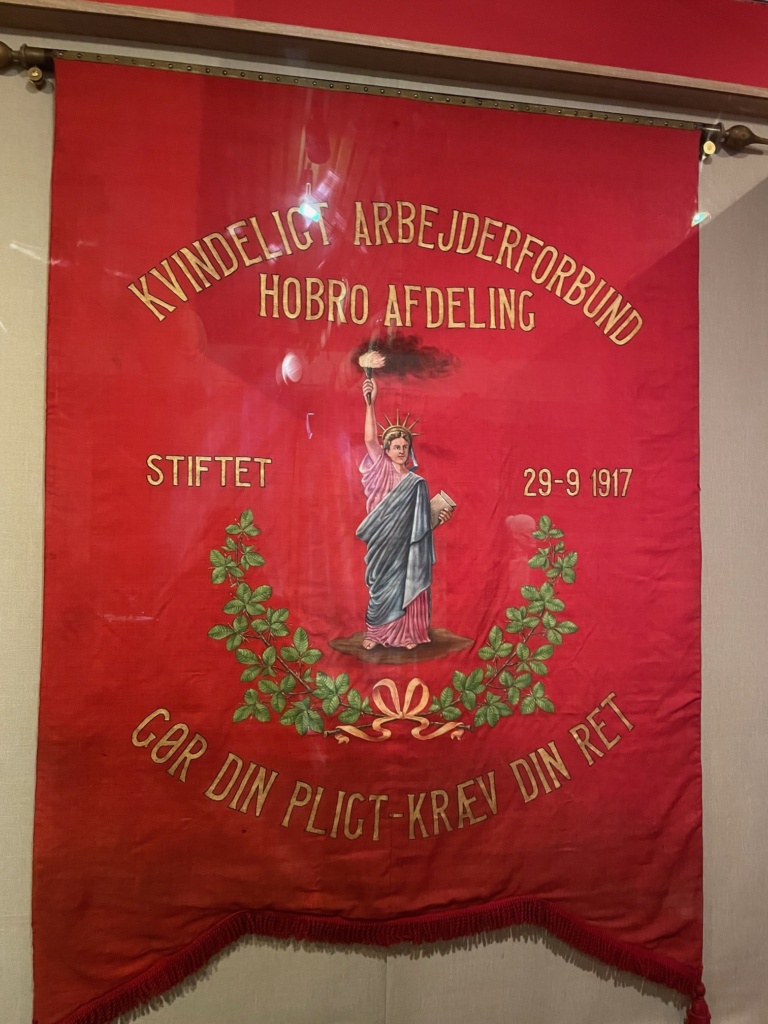 KVINDELIGT ARBEJDERFORBUND
HOBRO AFDELING
STIFTET 29-9 1917
GØR DIN PLIGT-KRÆV DIN RET